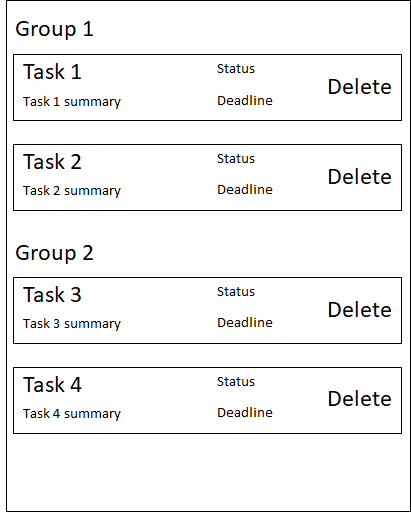 Group 1
Task 1
Status
Task 1 summary
Deadline
Delete
Task 2
Status
Task 2 summary
Deadline
Delete
Group 2
Task 3
Status
Task 3 summary
Deadline
Delete
Task 4
Status
Task 4 summary
Deadline
Delete